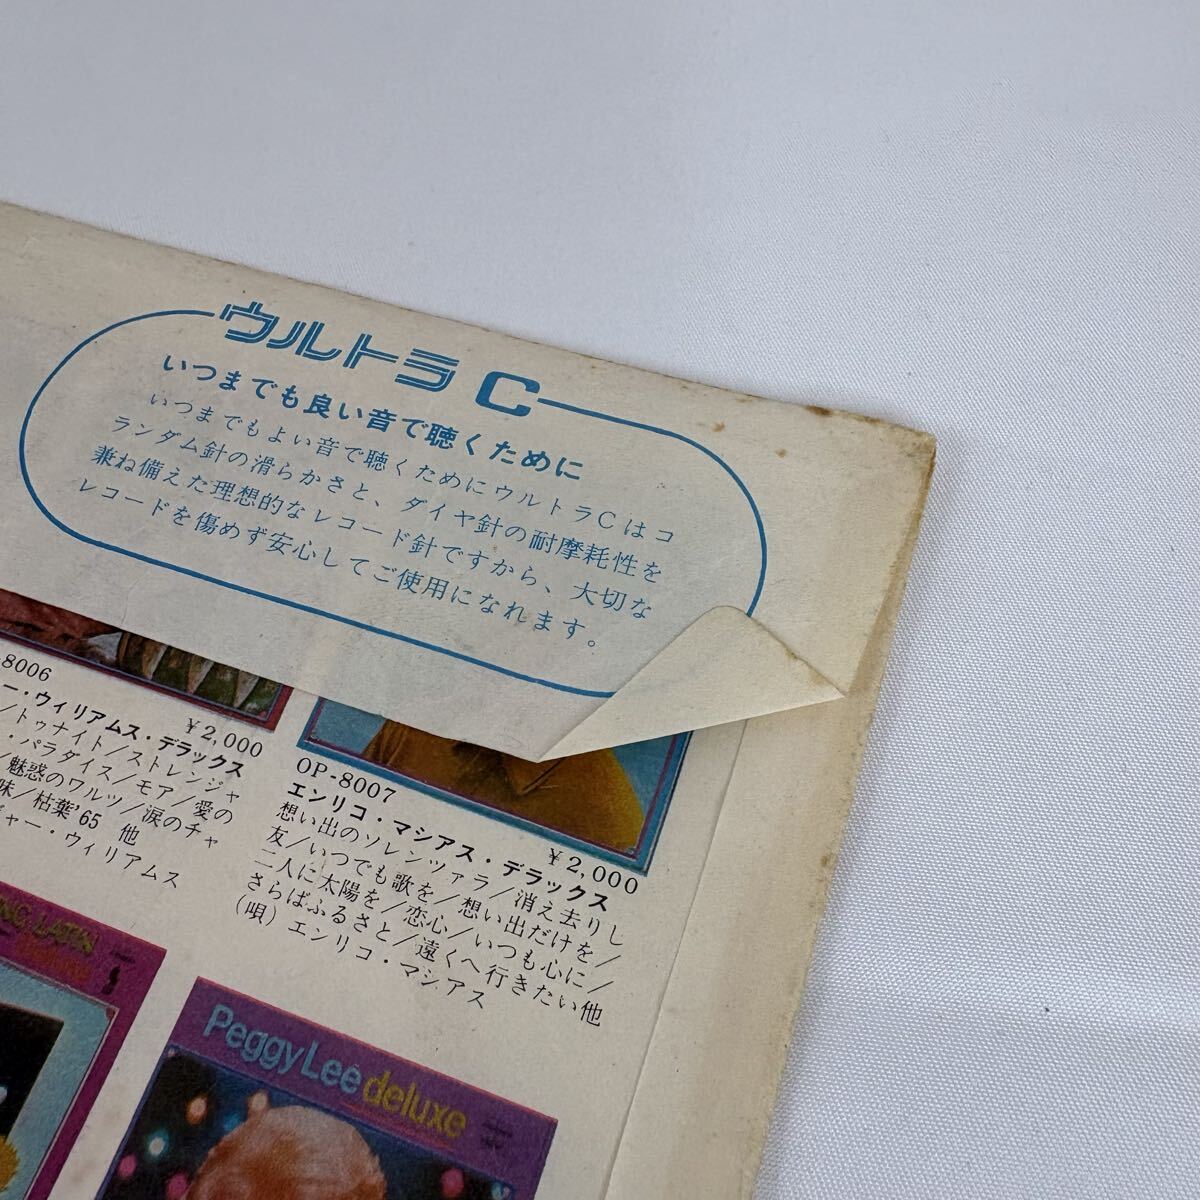 ウルトラC
いつまでも良い音で聴くために
いつまでもよい音で聴くためにウルトラCはコ
ランダム針の滑らかさと、ダイヤ針の耐摩耗性を
兼ね備えた理想的なレコード針ですから、大切な
レコードを傷めず安心してご使用になれます。
-8006
¥2,000
ー・ウィリアムス・デラックス
/トゥナイト/ストレンジャ
・パラダイス/モア/愛の
/魅惑のワルツ/涙のチャ
味/枯葉'65 他
ジャー・ウィリアムス
OP-8007
¥2,000
エンリコ・マシアス・デラックス
想い出のソレンツァラ/消え去りし
友/いつでも歌を/想い出だけを/
二人に太陽を/恋心/いつも心に/
さらばふるさと/遠くへ行きたい他
(唄) エンリコ・マシアス
LATIN
Peggy Lee deluxe